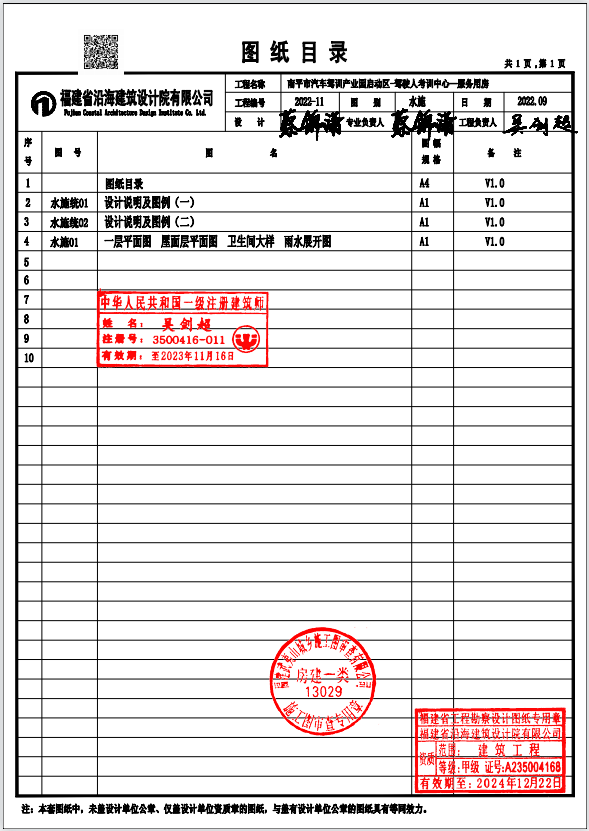 图纸目录
共 1 页,第 1 页
福建省沿海建筑设计院有限公司
Fujian Coastal Architecture Design Institute Co. Ltd.
工程名称 南平市汽车驾训产业园启动区-驾驶人考训中心—服务用房
工程编号 2022-11 图 别 水施 日 期 2022.09
设 计 专业负责人 工程负责人 吴剑超
序号 图 号 图 名 图幅规格 备 注
1 图纸目录 A4 V1.0
2 水施统01 设计说明及图例（一） A1 V1.0
3 水施统02 设计说明及图例（二） A1 V1.0
4 水施01 一层平面图 屋面层平面图 卫生间大样 雨水展开图 A1 V1.0
5
6
7
8
9
10
中华人民共和国一级注册建筑师
姓 名： 吴剑超
注册号： 3500416-011
有效期： 至2023年11月16日
房建一类
13029
施工图审查专用章
福建省工程勘察设计图纸专用章
福建省沿海建筑设计院有限公司
资质 范围： 建筑工程
等级:甲级 证号:A235004168
有效期至: 2024年12月22日
注：本套图纸中，未盖设计单位公章、仅盖设计单位资质章的图纸，与盖有设计单位公章的图纸具有等同效力。